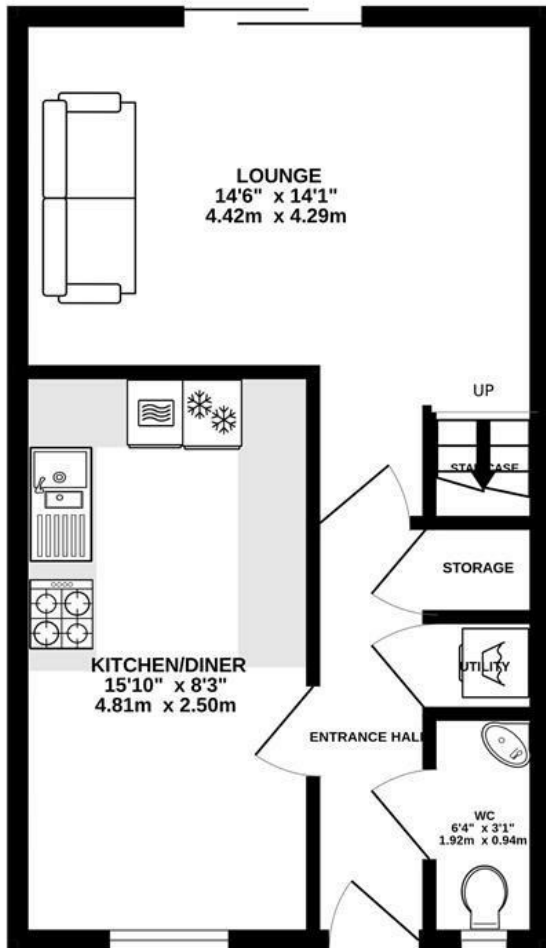 LOUNGE
14'6" x 14'1"
4.42m x 4.29m
UP
STAIRCASE
STORAGE
UTILITY
KITCHEN/DINER
15'10" x 8'3"
4.81m x 2.50m
ENTRANCE HALL
WC
6'4" x 3'1"
1.92m x 0.94m